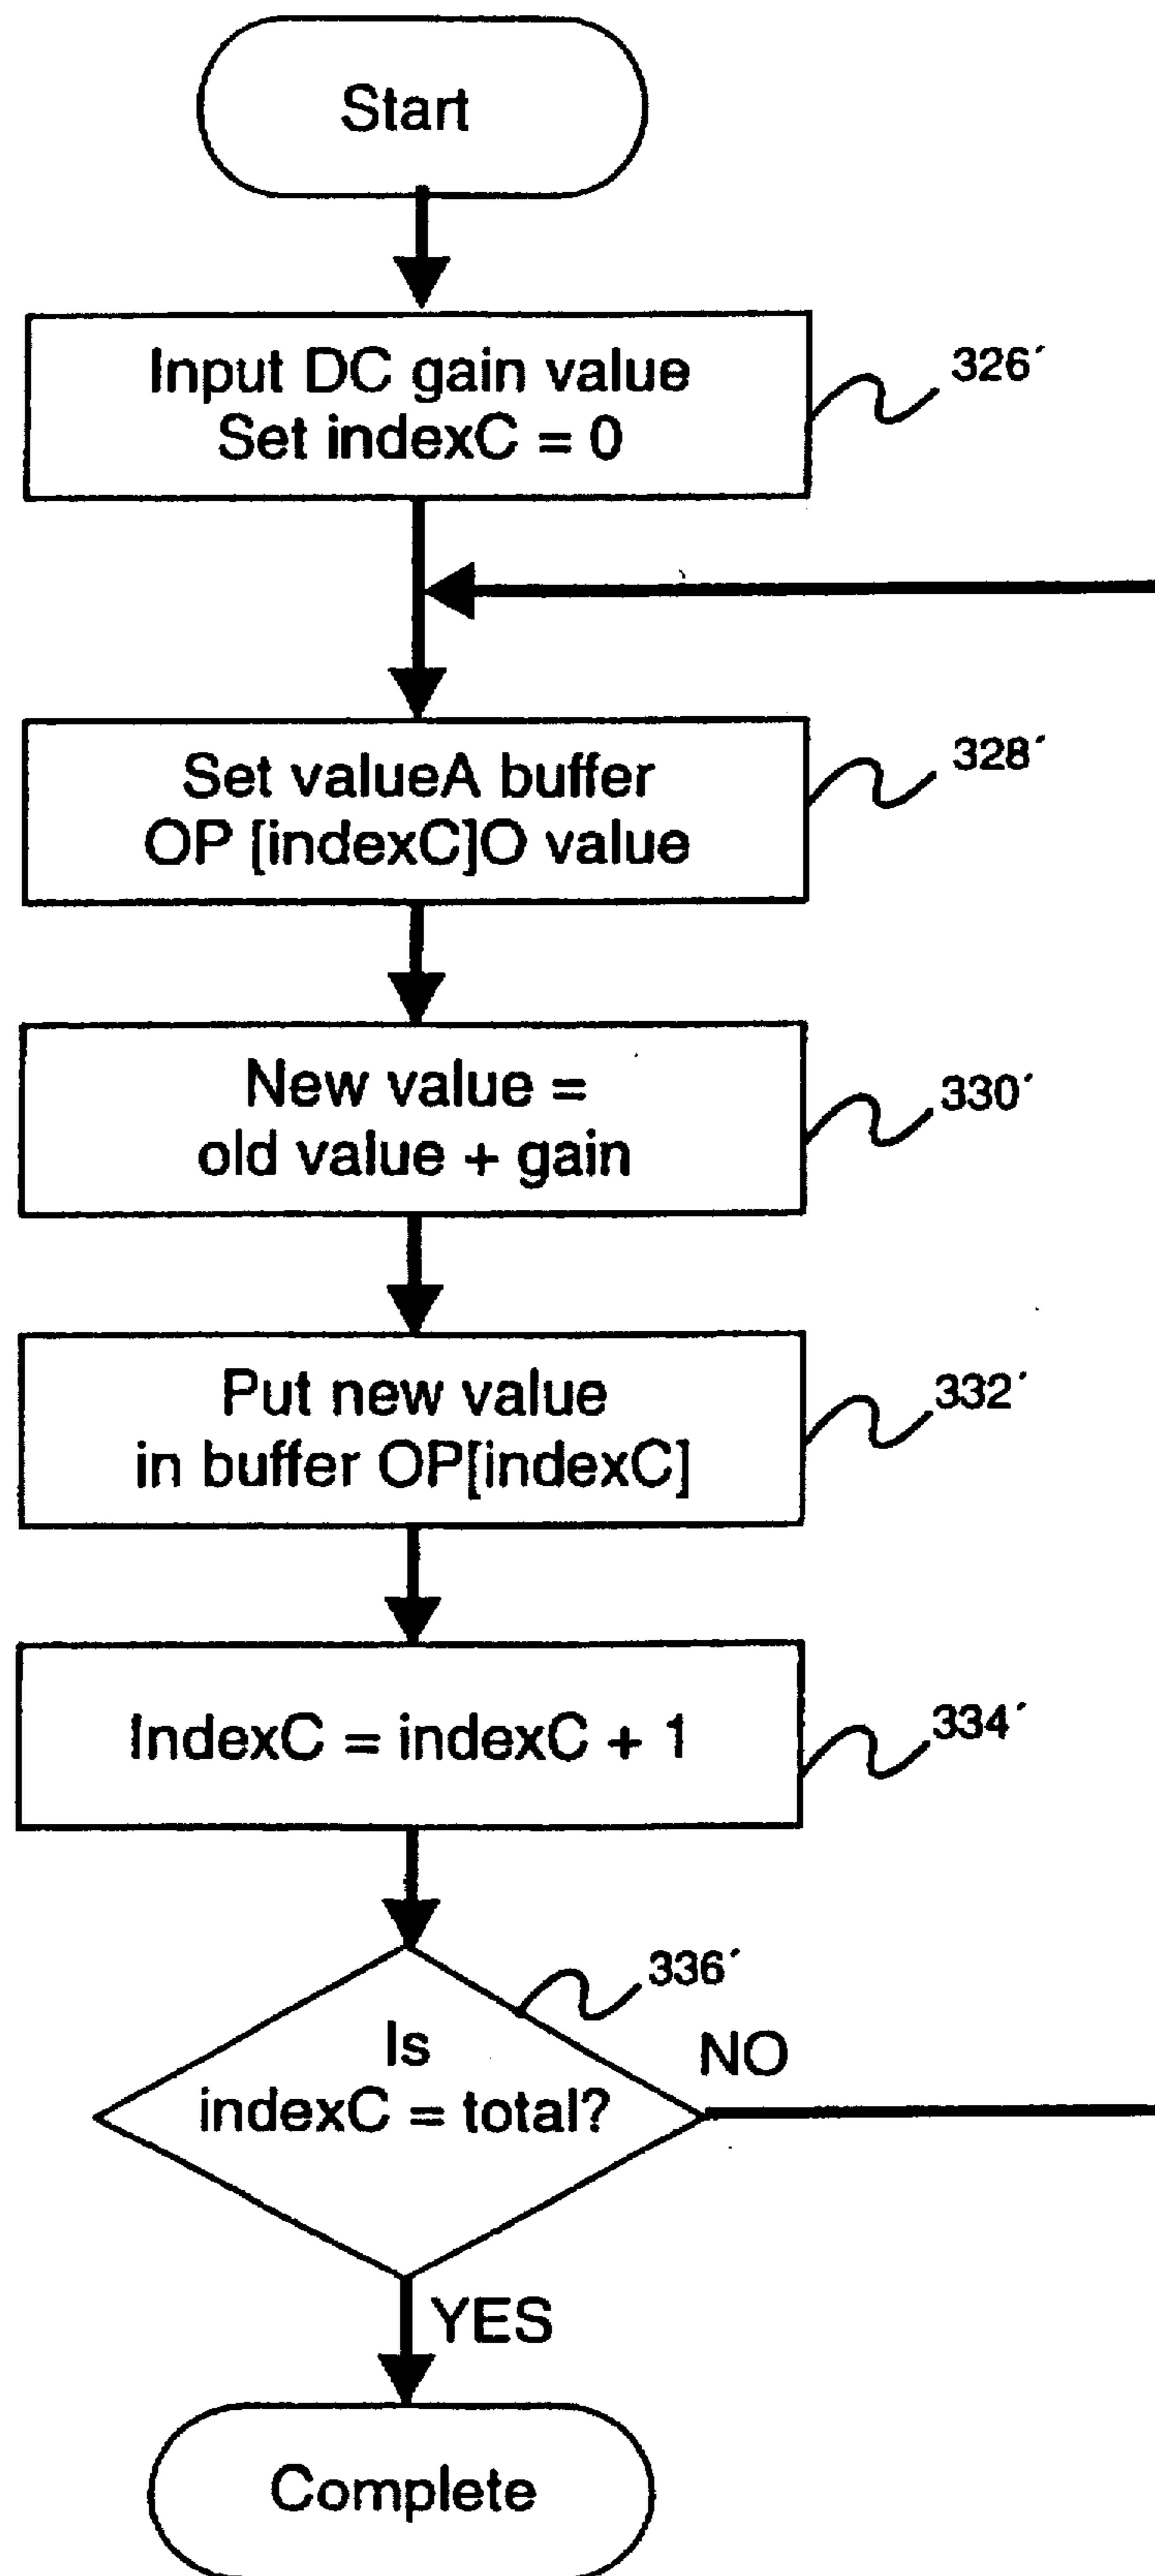 Start
Input DC gain value
Set indexC = 0
326´
Set valueA buffer
OP [indexC]O value
328´
New value =
old value + gain
330´
Put new value
in buffer OP[indexC]
332´
IndexC = indexC + 1
334´
336´
Is
indexC = total?
NO
YES
Complete